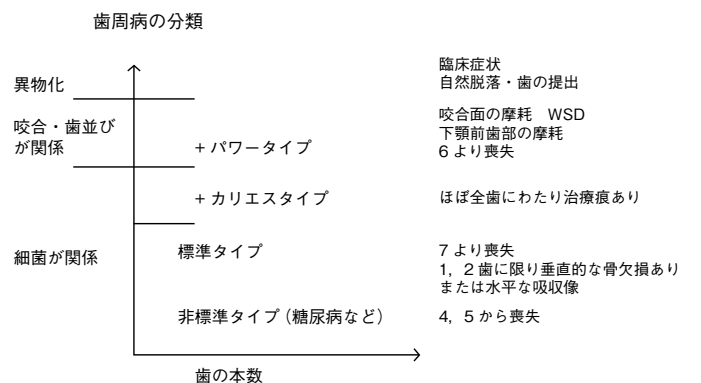 歯周病の分類
臨床症状
自然脱落・歯の提出
異物化
咬合面の摩耗　WSD
下顎前歯部の摩耗
6 より喪失
咬合・歯並び
が関係
+ パワータイプ
+ カリエスタイプ
ほぼ全歯にわたり治療痕あり
細菌が関係
標準タイプ
7 より喪失
1，2 歯に限り垂直的な骨欠損あり
または水平な吸収像
非標準タイプ（糖尿病など）
4，5 から喪失
歯の本数